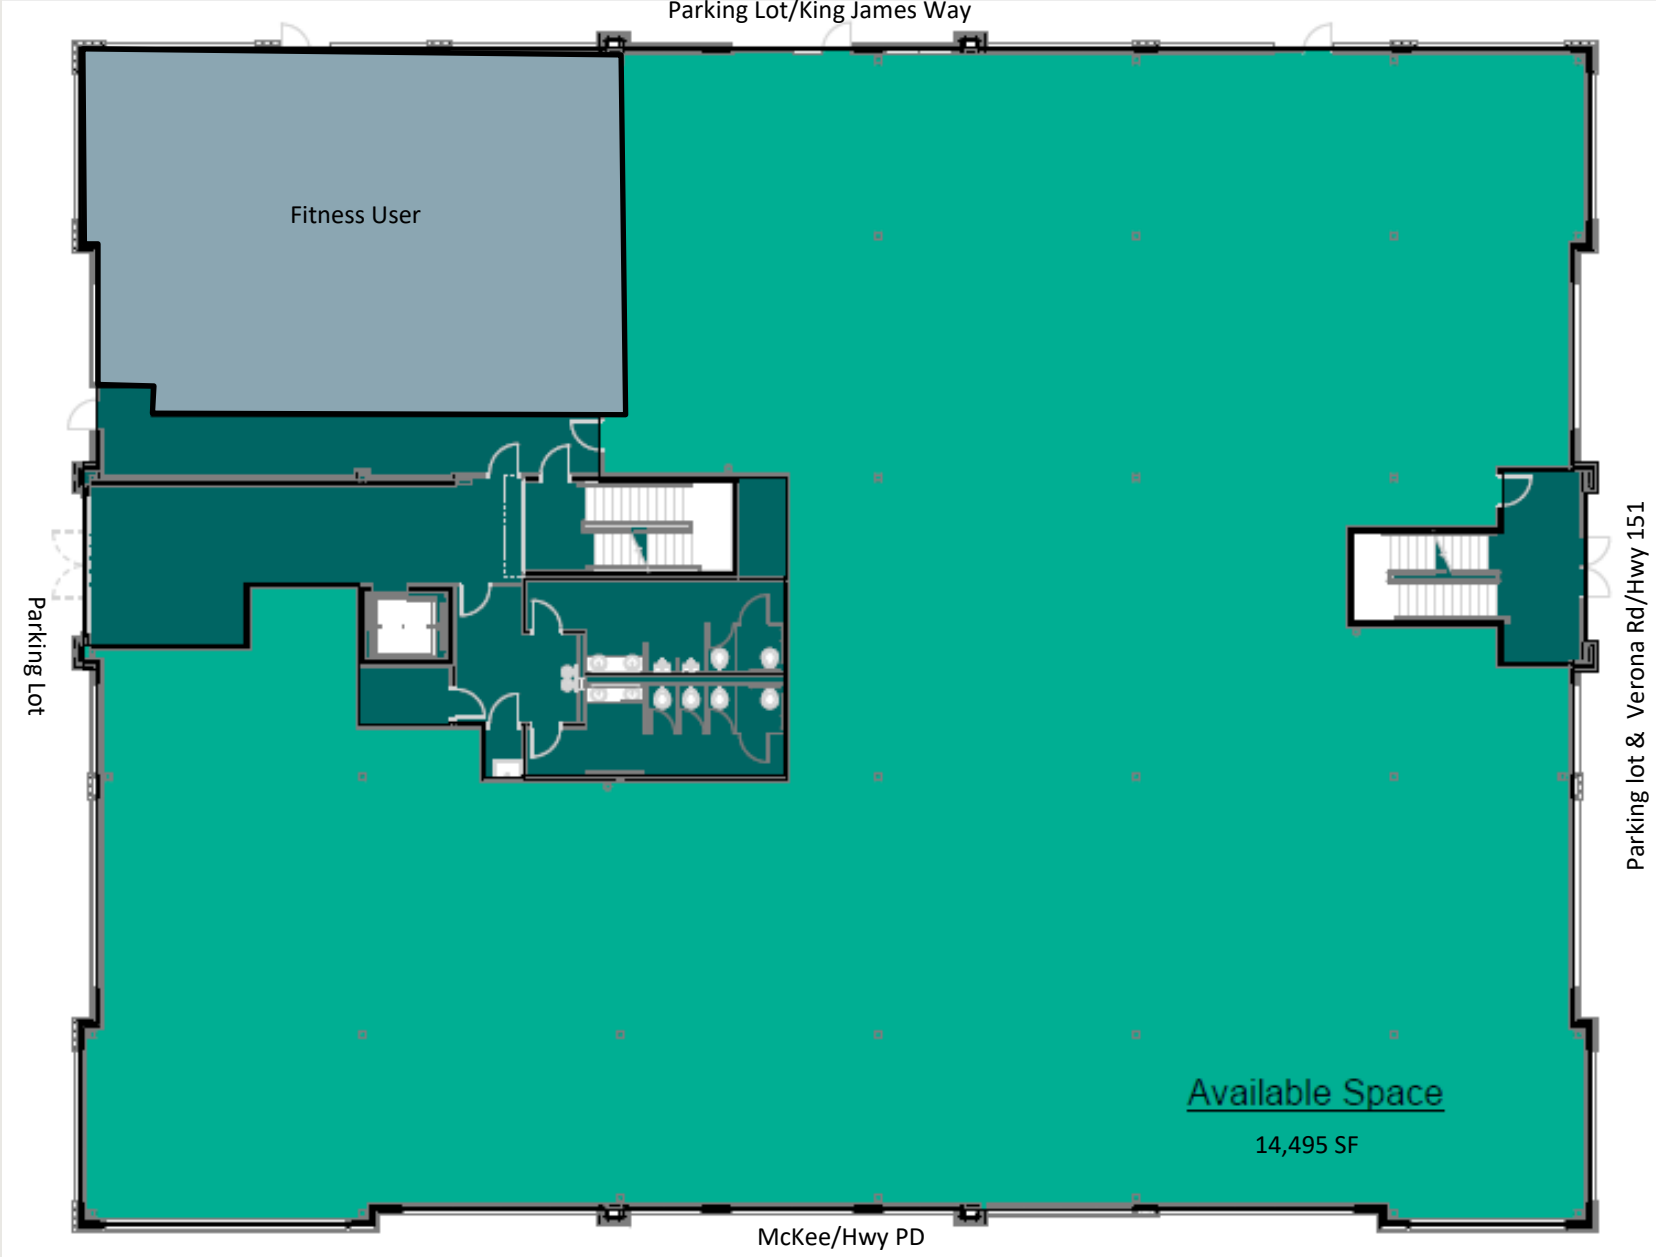 Parking Lot/King James Way
Fitness User
Parking Lot
Parking lot & Verona Rd/Hwy 151
Available Space
14,495 SF
McKee/Hwy PD